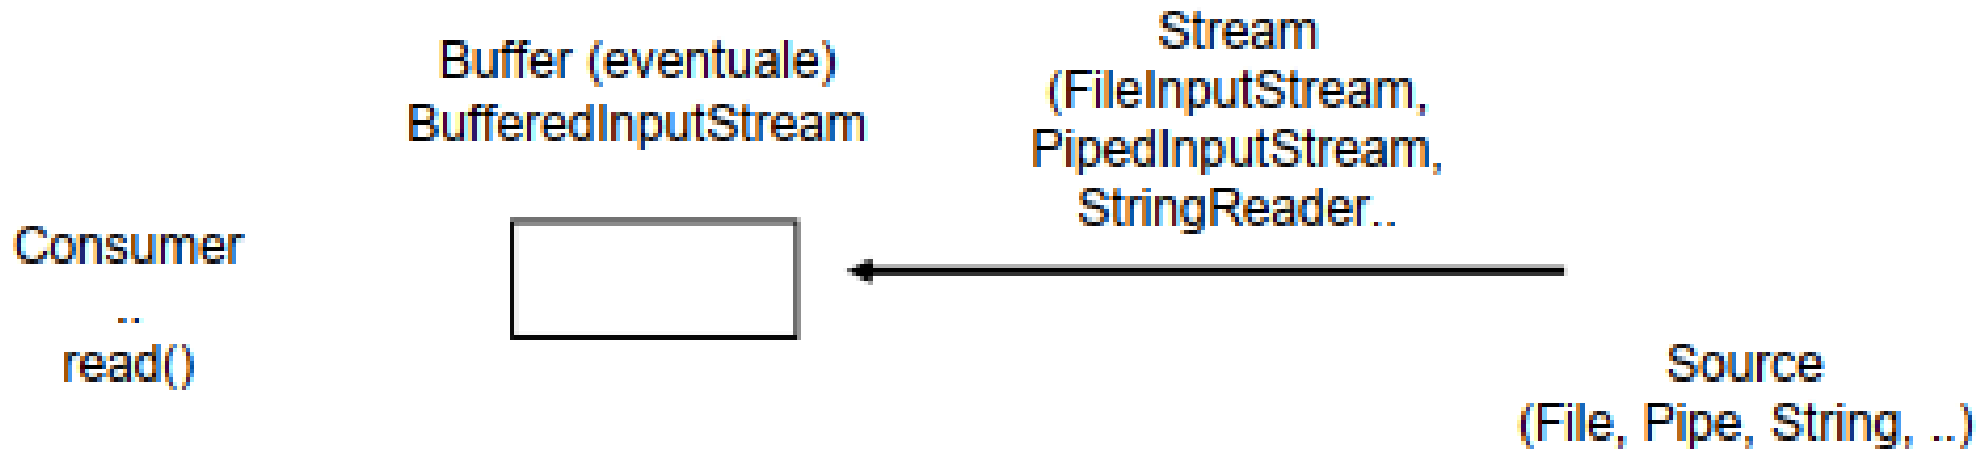 Consumer
..
read()
Buffer (eventuale)
BufferedInputStream
Stream
(FileInputStream,
PipedInputStream,
StringReader..
Source
(File, Pipe, String, ..)